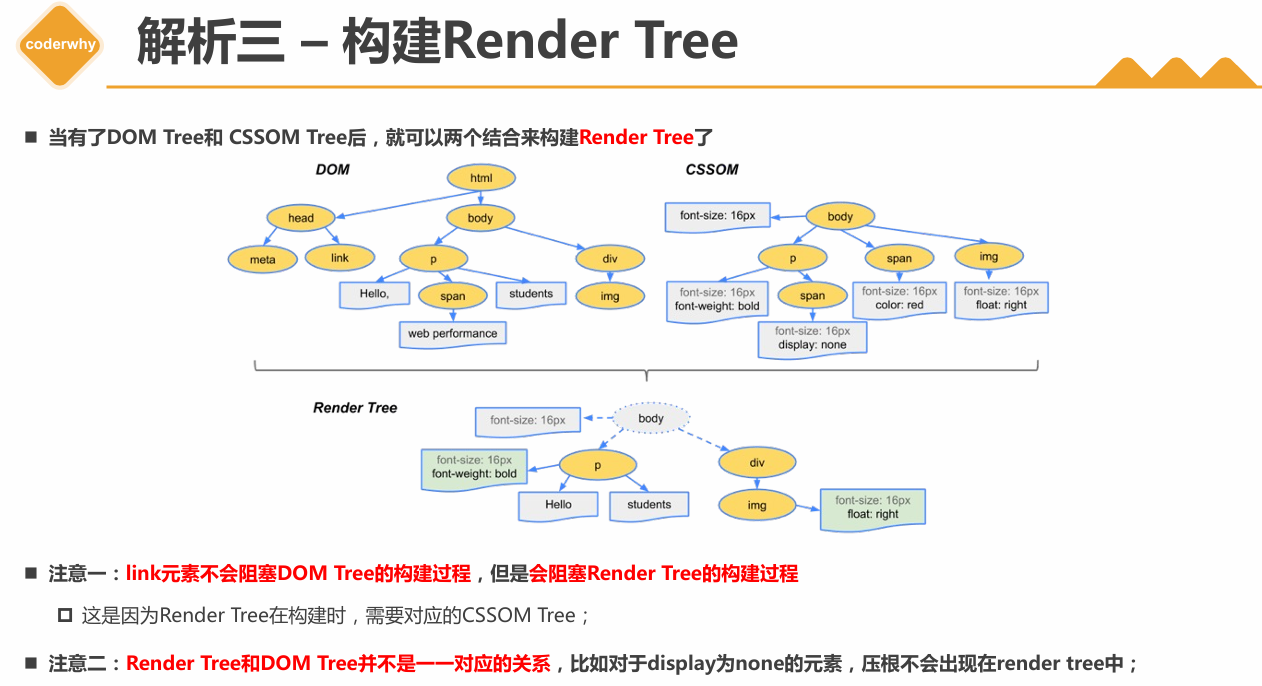 coderwhy
解析三 – 构建Render Tree
当有了DOM Tree和 CSSOM Tree后，就可以两个结合来构建Render Tree了
DOM
html
head
body
meta
link
p
div
Hello,
span
students
img
web performance
CSSOM
font-size: 16px
body
p
span
img
font-size: 16px
font-weight: bold
span
font-size: 16px
color: red
font-size: 16px
float: right
font-size: 16px
display: none
Render Tree
font-size: 16px
body
font-size: 16px
font-weight: bold
p
div
Hello
students
img
font-size: 16px
float: right
注意一：link元素不会阻塞DOM Tree的构建过程，但是会阻塞Render Tree的构建过程
这是因为Render Tree在构建时，需要对应的CSSOM Tree；
注意二：Render Tree和DOM Tree并不是一一对应的关系，比如对于display为none的元素，压根不会出现在render tree中；